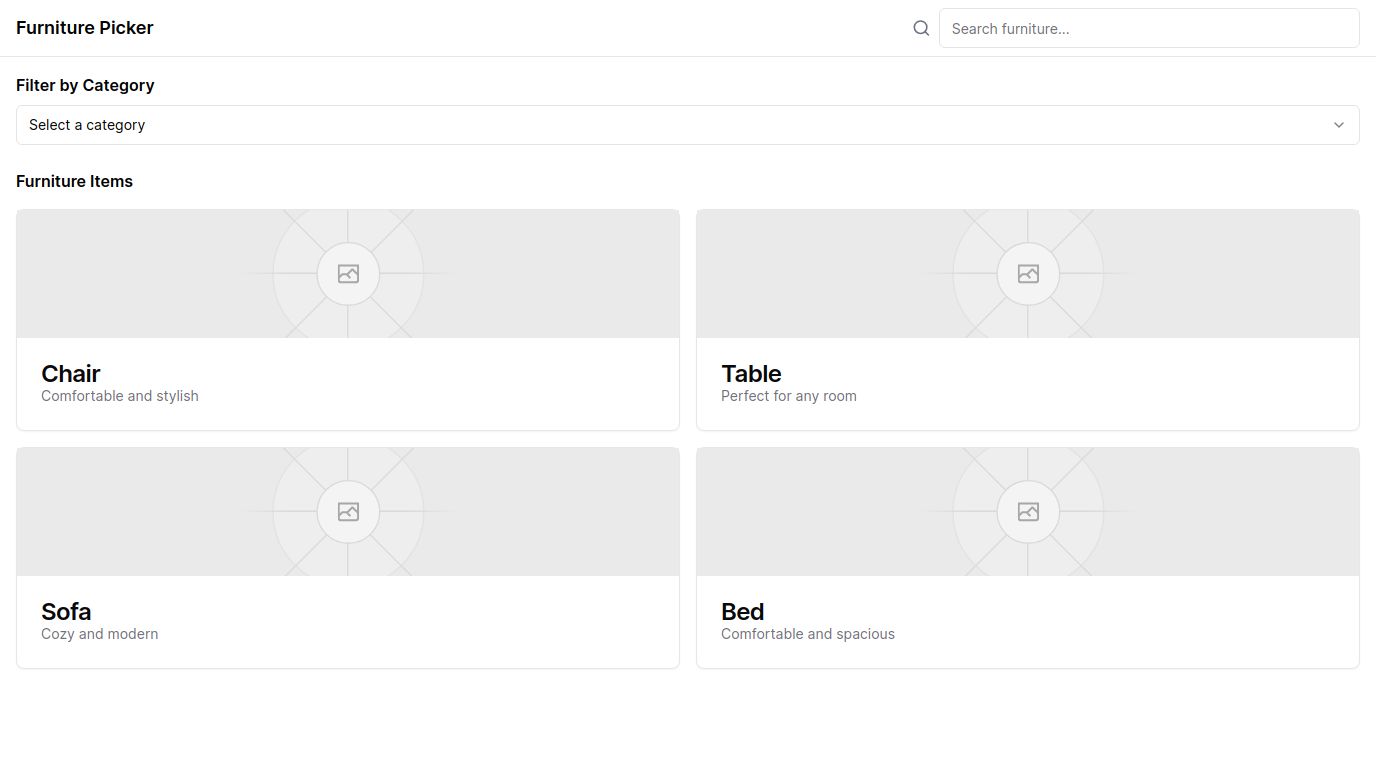 Furniture Picker
Search furniture...
Filter by Category
Select a category
Furniture Items
Chair
Comfortable and stylish
Table
Perfect for any room
Sofa
Cozy and modern
Bed
Comfortable and spacious